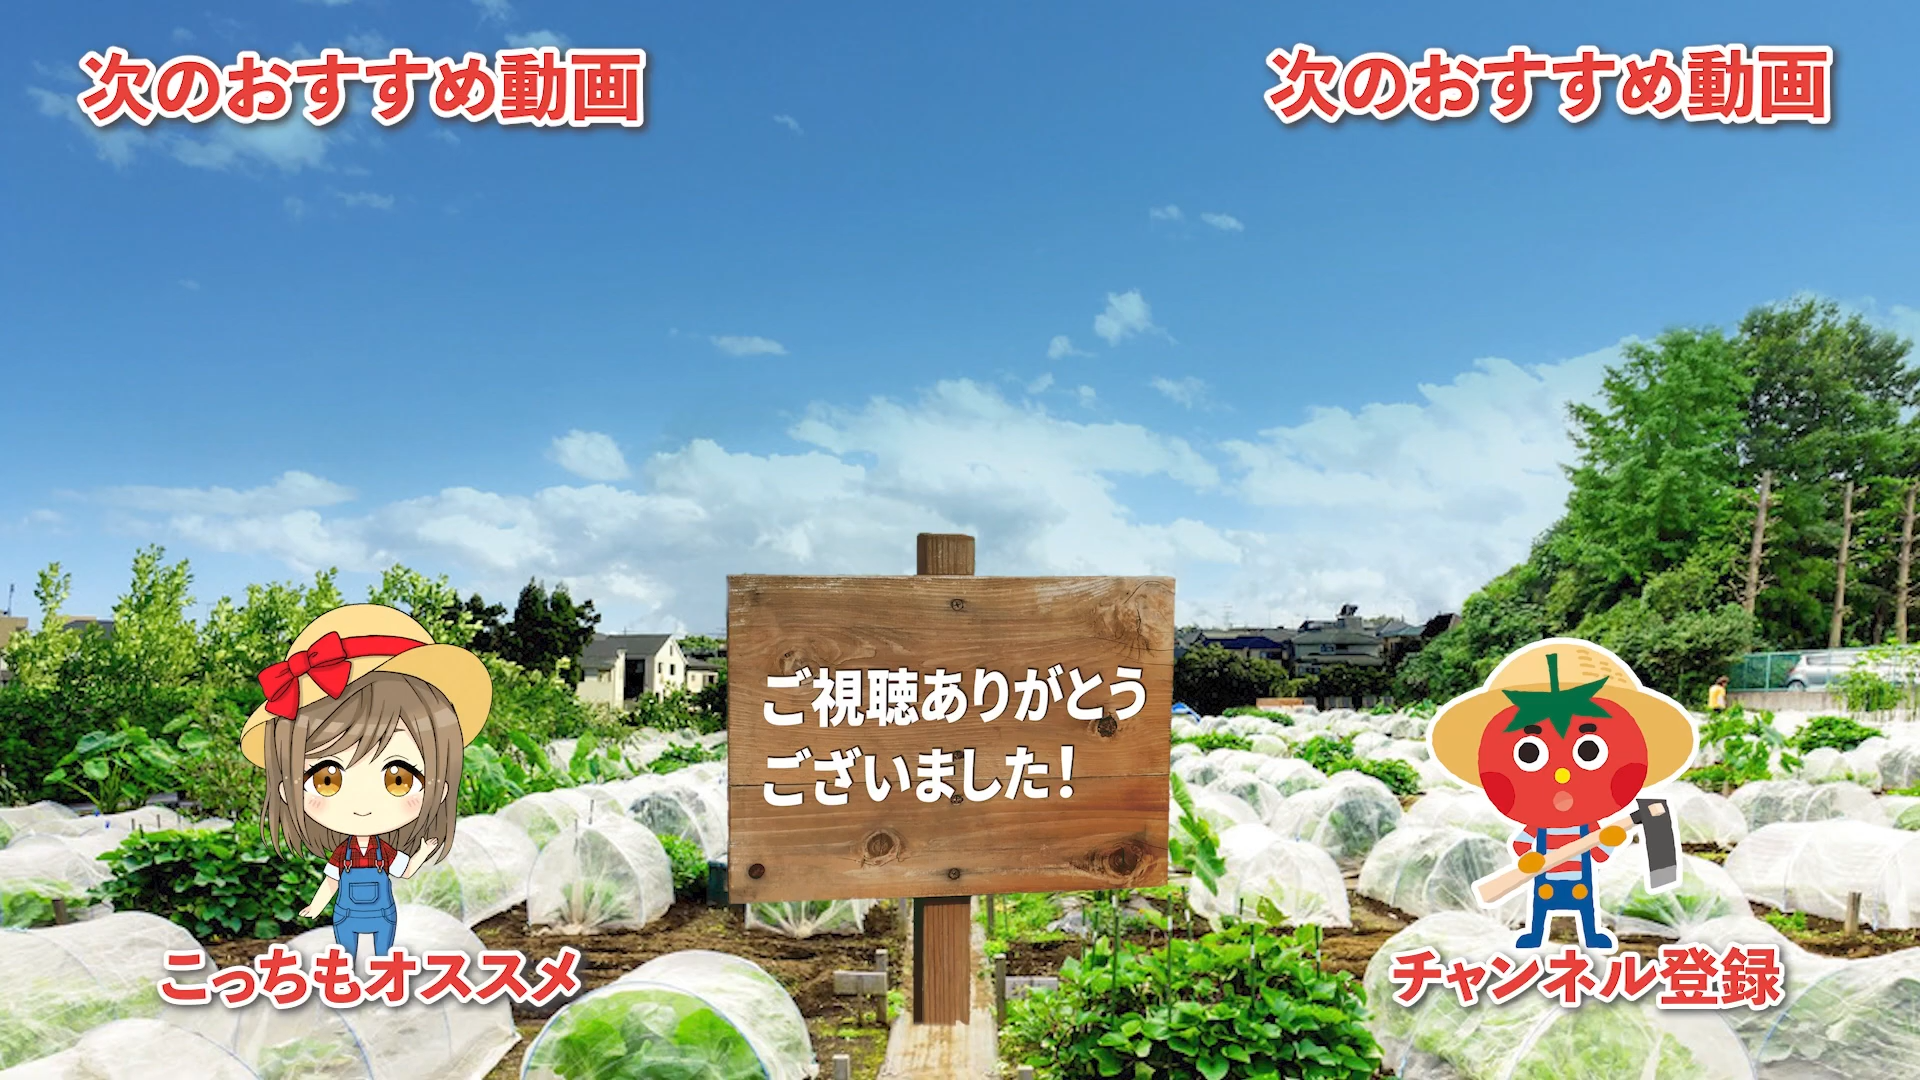 次のおすすめ動画
次のおすすめ動画
ご視聴ありがとう
ございました!
こっちもオススメ
チャンネル登録